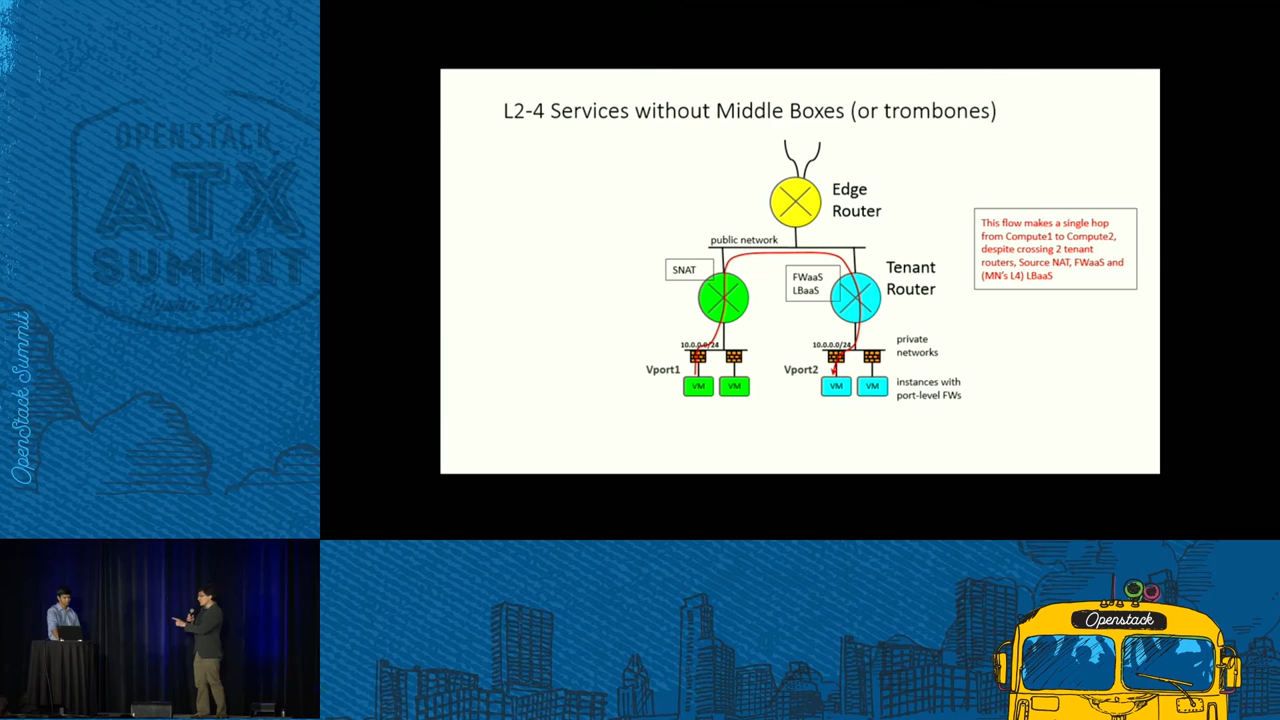 OPENSTACK
ATX
SUMMIT
OpenStack Summit
L2-4 Services without Middle Boxes (or trombones)
Edge
Router
public network
SNAT
FWaaS
LBaaS
Tenant
Router
This flow makes a single hop
from Compute1 to Compute2,
despite crossing 2 tenant
routers, Source NAT, FWaaS and
(MN's L4) LBaaS
10.0.0.0/24
10.0.0.0/24
private
networks
Vport1
Vport2
VM
VM
VM
VM
instances with
port-level FWs
Openstack